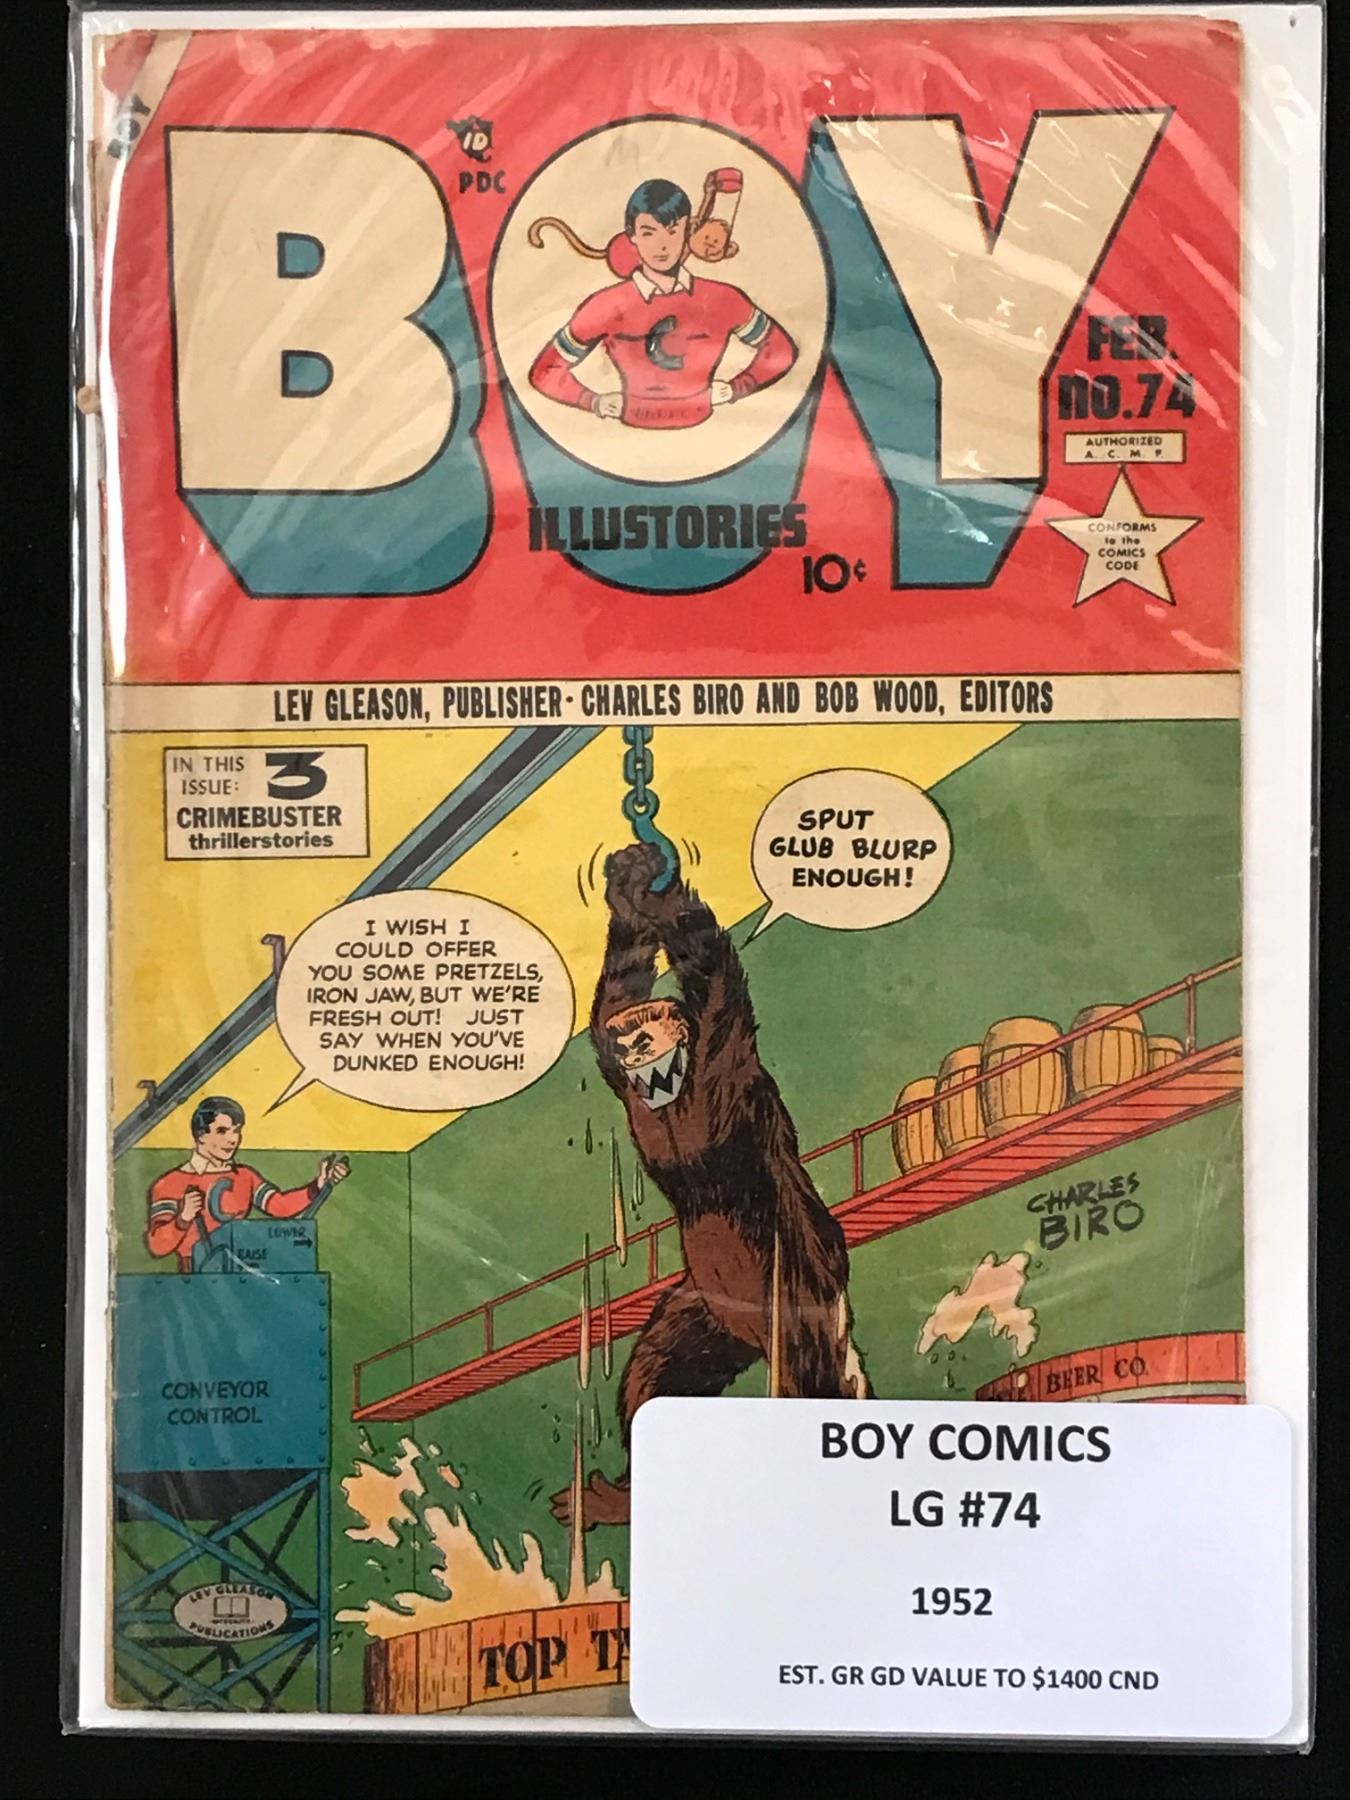 BOY
10
PDC
BOY
C
FEB.
NO.74
AUTHORIZED
A. C. M. P.
CONFORMS
to the
COMICS
CODE
ILLUSTORIES
10¢
LEV GLEASON, PUBLISHER - CHARLES BIRO AND BOB WOOD, EDITORS
IN THIS
ISSUE: 3
CRIMEBUSTER
thrillerstories
SPUT
GLUB BLURP
ENOUGH!
I WISH I
COULD OFFER
YOU SOME PRETZELS,
IRON JAW, BUT WE'RE
FRESH OUT! JUST
SAY WHEN YOU'VE
DUNKED ENOUGH!
C
LOWER
RAISE
CHARLES
BIRO
CONVEYOR
CONTROL
BEER CO.
LEV GLEASON
PUBLICATIONS
TOP TA
BOY COMICS
LG #74
1952
EST. GR GD VALUE TO $1400 CND